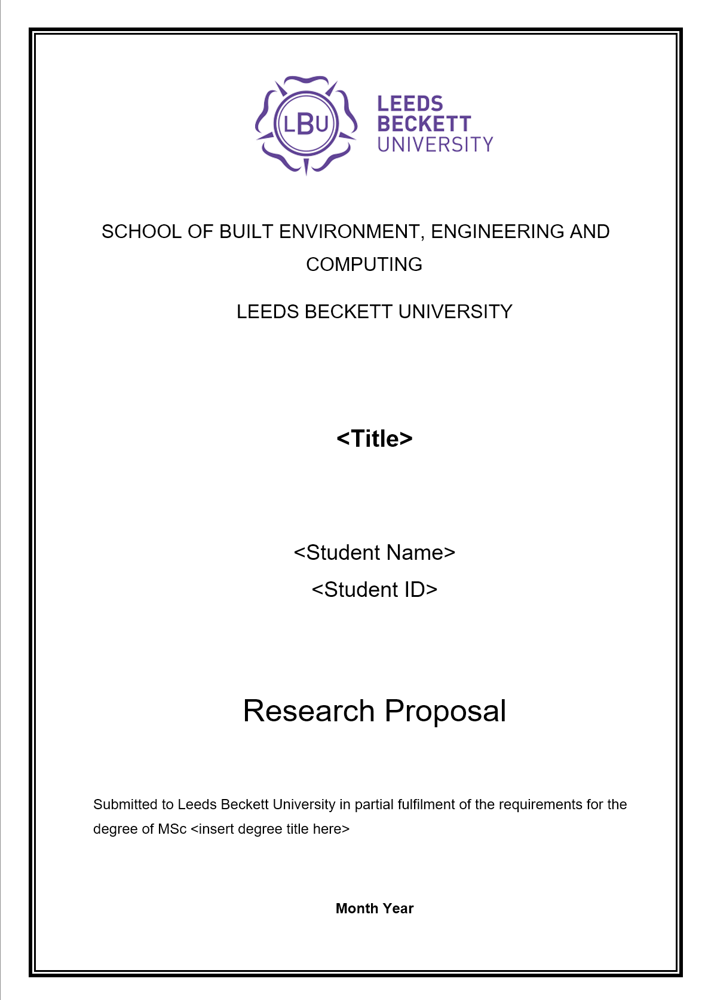 LBU
LEEDS
BECKETT
UNIVERSITY
SCHOOL OF BUILT ENVIRONMENT, ENGINEERING AND
COMPUTING
LEEDS BECKETT UNIVERSITY
<Title>
<Student Name>
<Student ID>
Research Proposal
Submitted to Leeds Beckett University in partial fulfilment of the requirements for the
degree of MSc <insert degree title here>
Month Year